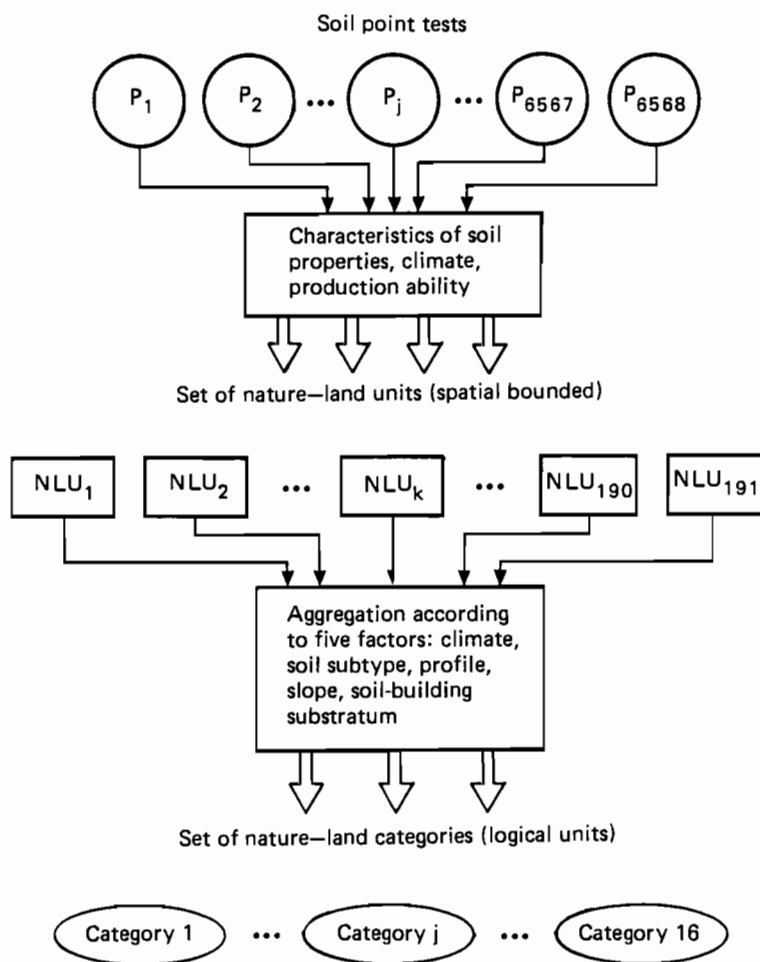 Soil point tests
P1 P2 ... Pj ... P6567 P6568
Characteristics of soil
properties, climate,
production ability
Set of nature—land units (spatial bounded)
NLU1 NLU2 ... NLUk ... NLU190 NLU191
Aggregation according
to five factors: climate,
soil subtype, profile,
slope, soil-building
substratum
Set of nature—land categories (logical units)
Category 1 ... Category j ... Category 16